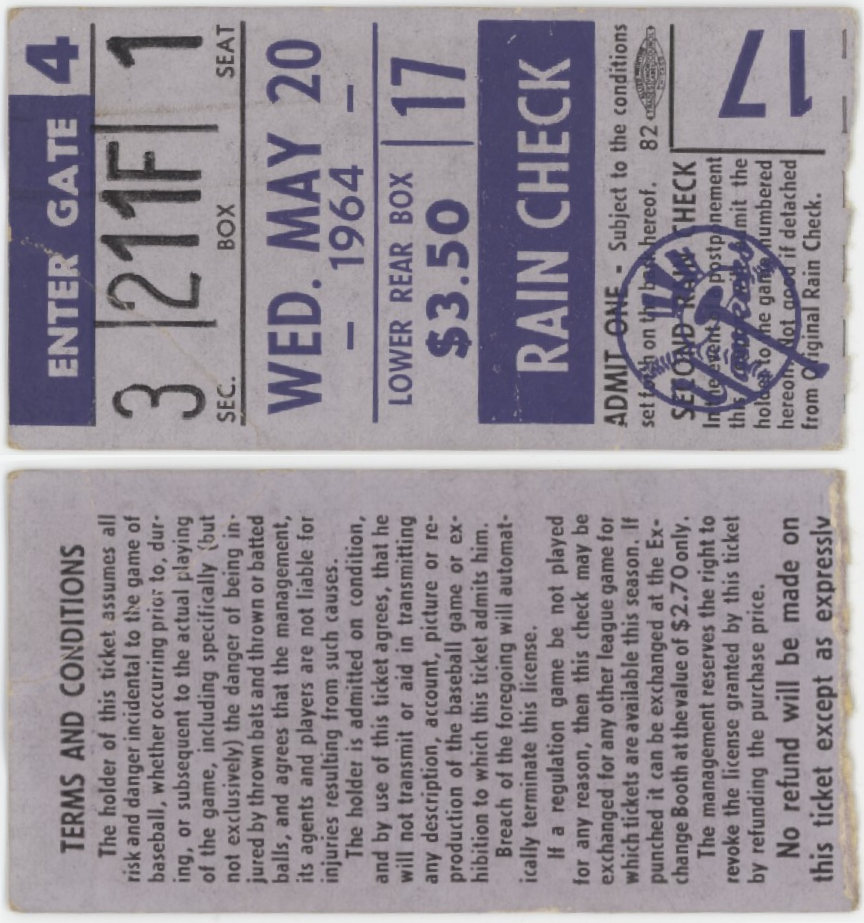 ENTER GATE 4
3 211F 1
SEC. BOX SEAT
WED. MAY 20
— 1964 —
LOWER REAR BOX 17
$3.50
RAIN CHECK
ADMIT ONE - Subject to the conditions
set forth on the back hereof. 82
SECOND RAIN CHECK
In the event of a postponement
this will admit the
holder to the game numbered
hereon. Not good if detached
from Original Rain Check.
17
Yankees
TERMS AND CONDITIONS
The holder of this ticket assumes all
risk and danger incidental to the game of
baseball, whether occurring prior to, dur-
ing, or subsequent to the actual playing
of the game, including specifically (but
not exclusively) the danger of being in-
jured by thrown bats and thrown or batted
balls, and agrees that the management,
its agents and players are not liable for
injuries resulting from such causes.
The holder is admitted on condition,
and by use of this ticket agrees, that he
will not transmit or aid in transmitting
any description, account, picture or re-
production of the baseball game or ex-
hibition to which this ticket admits him.
Breach of the foregoing will automat-
ically terminate this license.
If a regulation game be not played
for any reason, then this check may be
exchanged for any other league game for
which tickets are available this season. If
punched it can be exchanged at the Ex-
change Booth at the value of $2.70 only.
The management reserves the right to
revoke the license granted by this ticket
by refunding the purchase price.
No refund will be made on
this ticket except as expressly